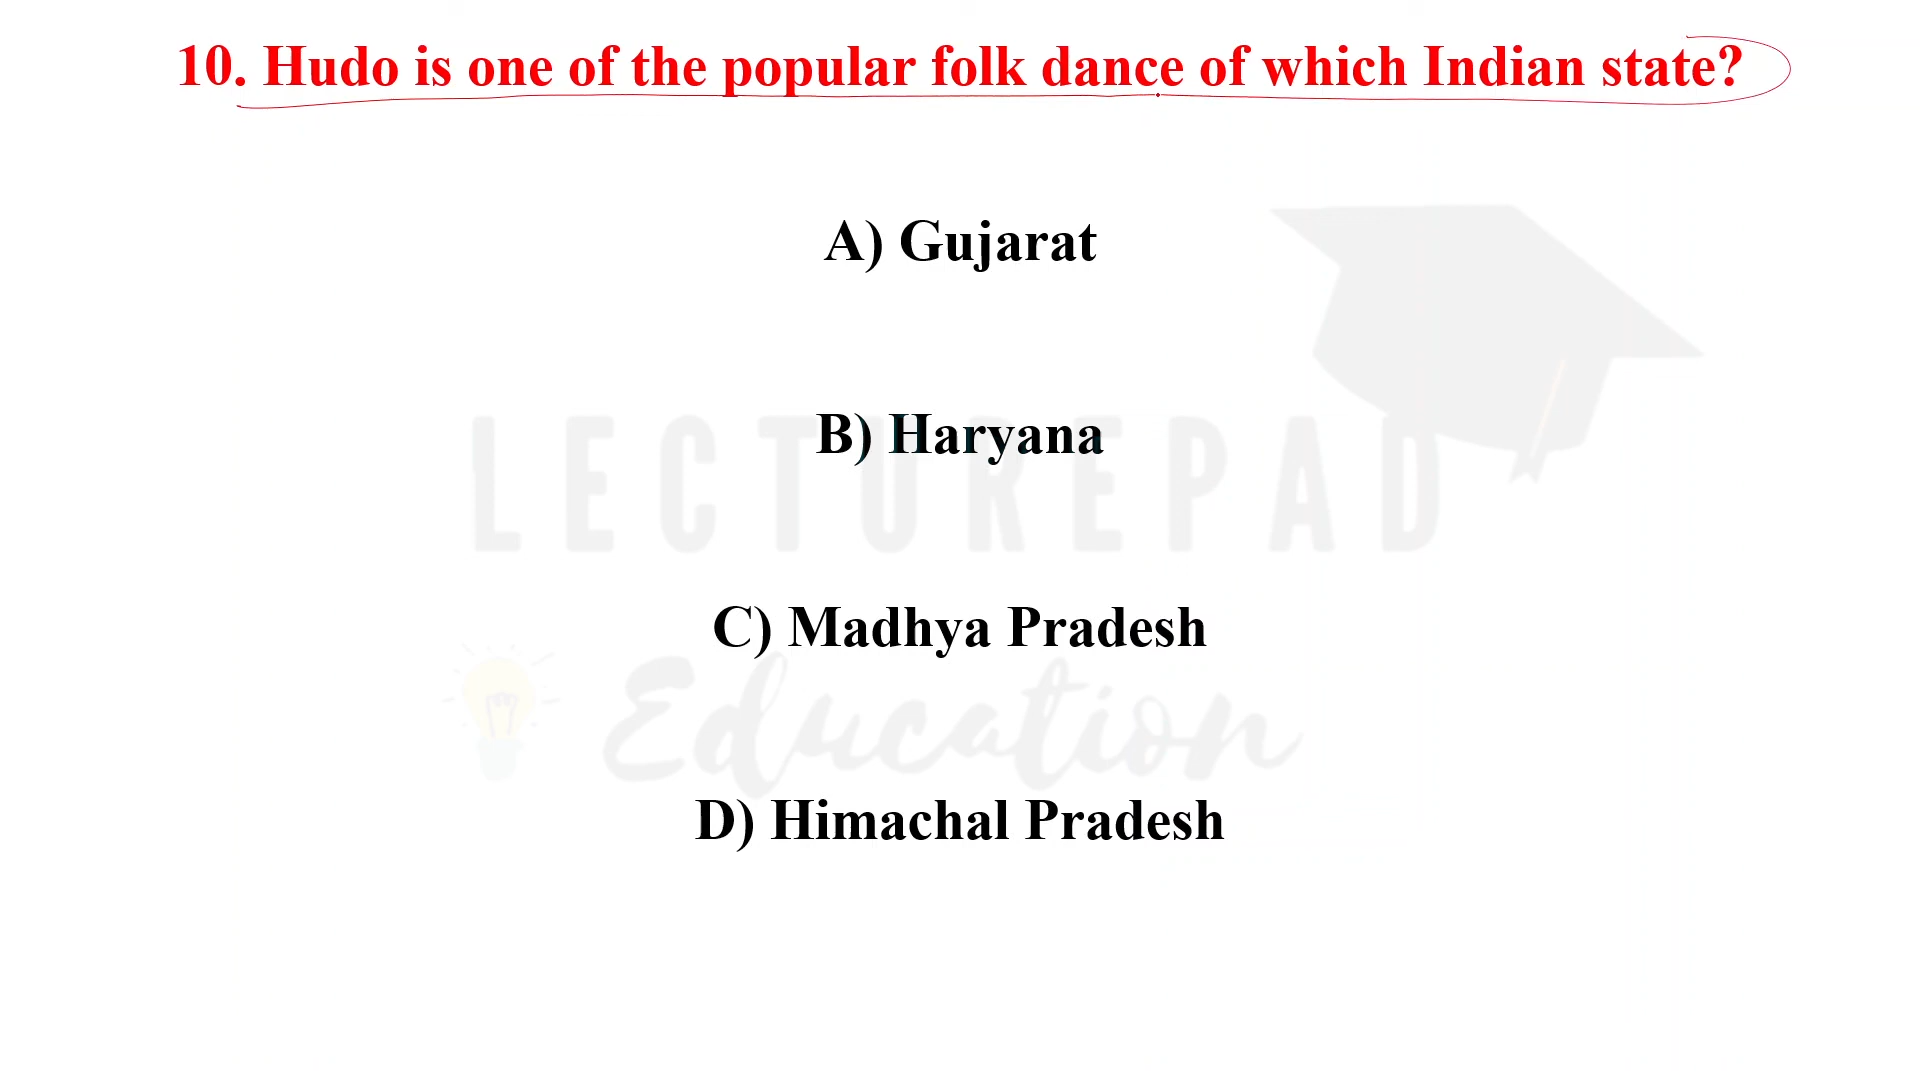 10. Hudo is one of the popular folk dance of which Indian state?
A) Gujarat
B) Haryana
LECTUREPAD
C) Madhya Pradesh
Education
D) Himachal Pradesh